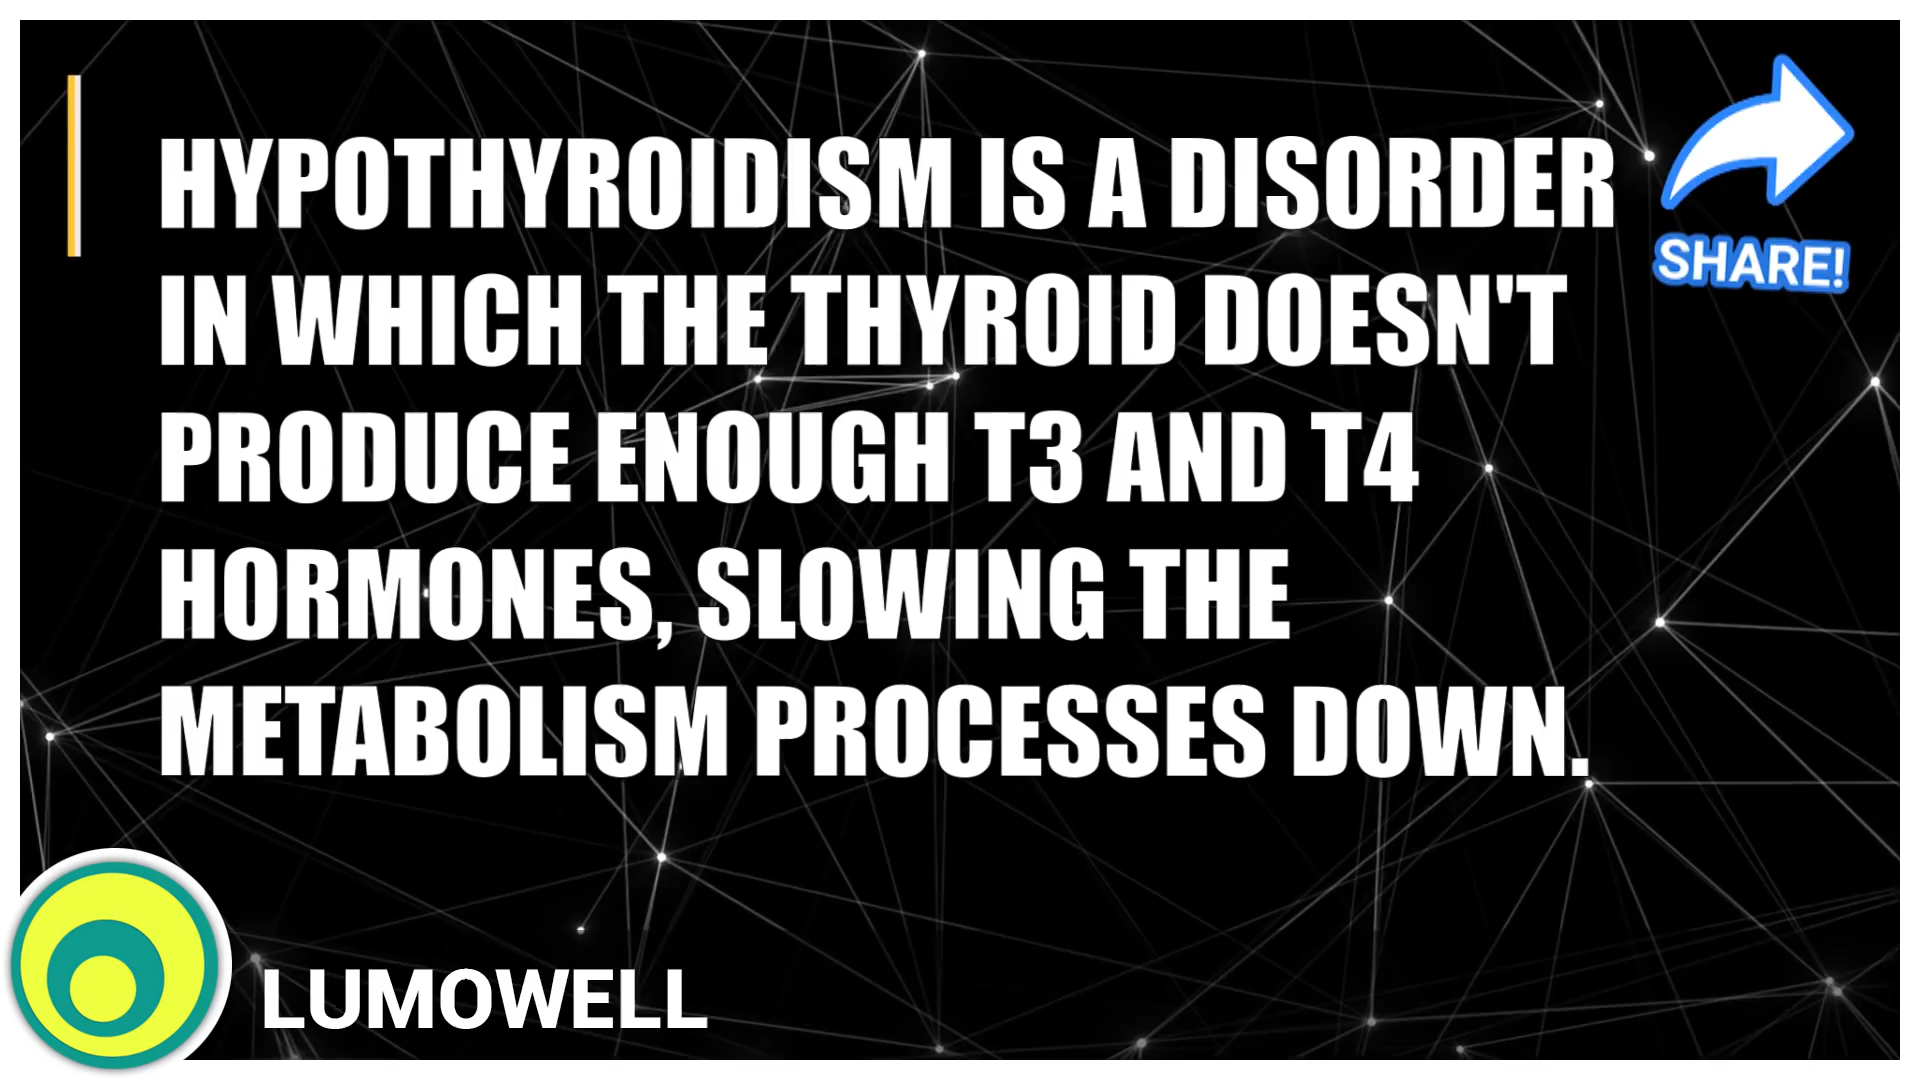 HYPOTHYROIDISM IS A DISORDER
IN WHICH THE THYROID DOESN'T
PRODUCE ENOUGH T3 AND T4
HORMONES, SLOWING THE
METABOLISM PROCESSES DOWN.
SHARE!
LUMOWELL